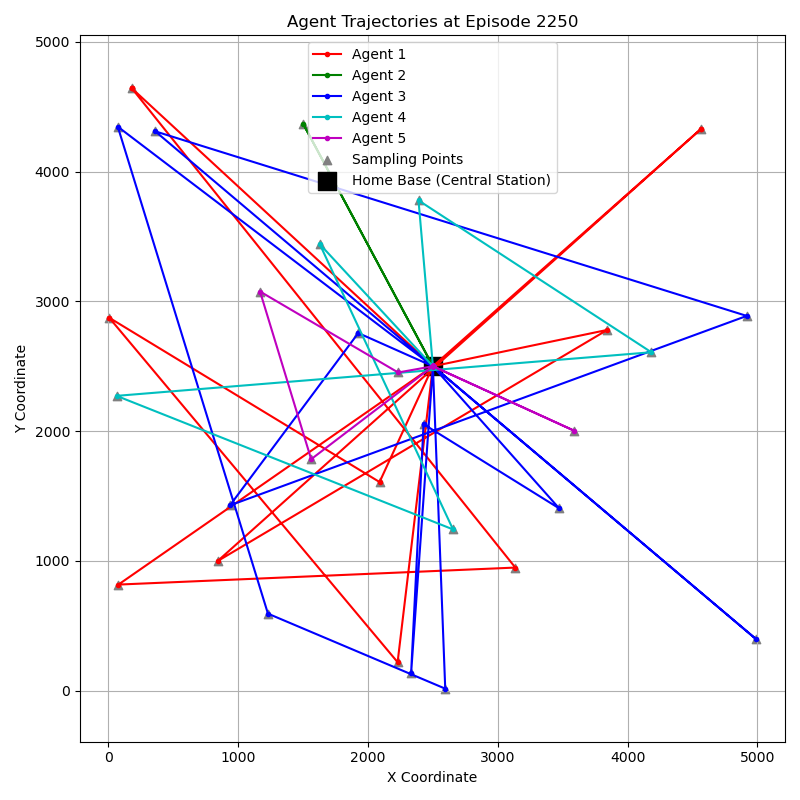 Agent Trajectories at Episode 2250
Agent 1
Agent 2
Agent 3
Agent 4
Agent 5
Sampling Points
Home Base (Central Station)
Y Coordinate
5000
4000
3000
2000
1000
0
0 1000 2000 3000 4000 5000
X Coordinate